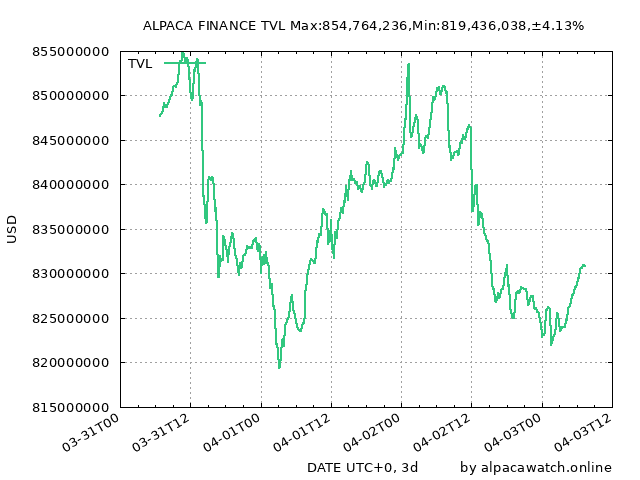 ALPACA FINANCE TVL Max:854,764,236,Min:819,436,038,±4.13%
855000000
TVL
850000000
845000000
840000000
835000000
USD
830000000
825000000
820000000
815000000
03-31T00
03-31T12
04-01T00
04-01T12
04-02T00
04-02T12
04-03T00
04-03T12
DATE UTC+0, 3d
by alpacawatch.online